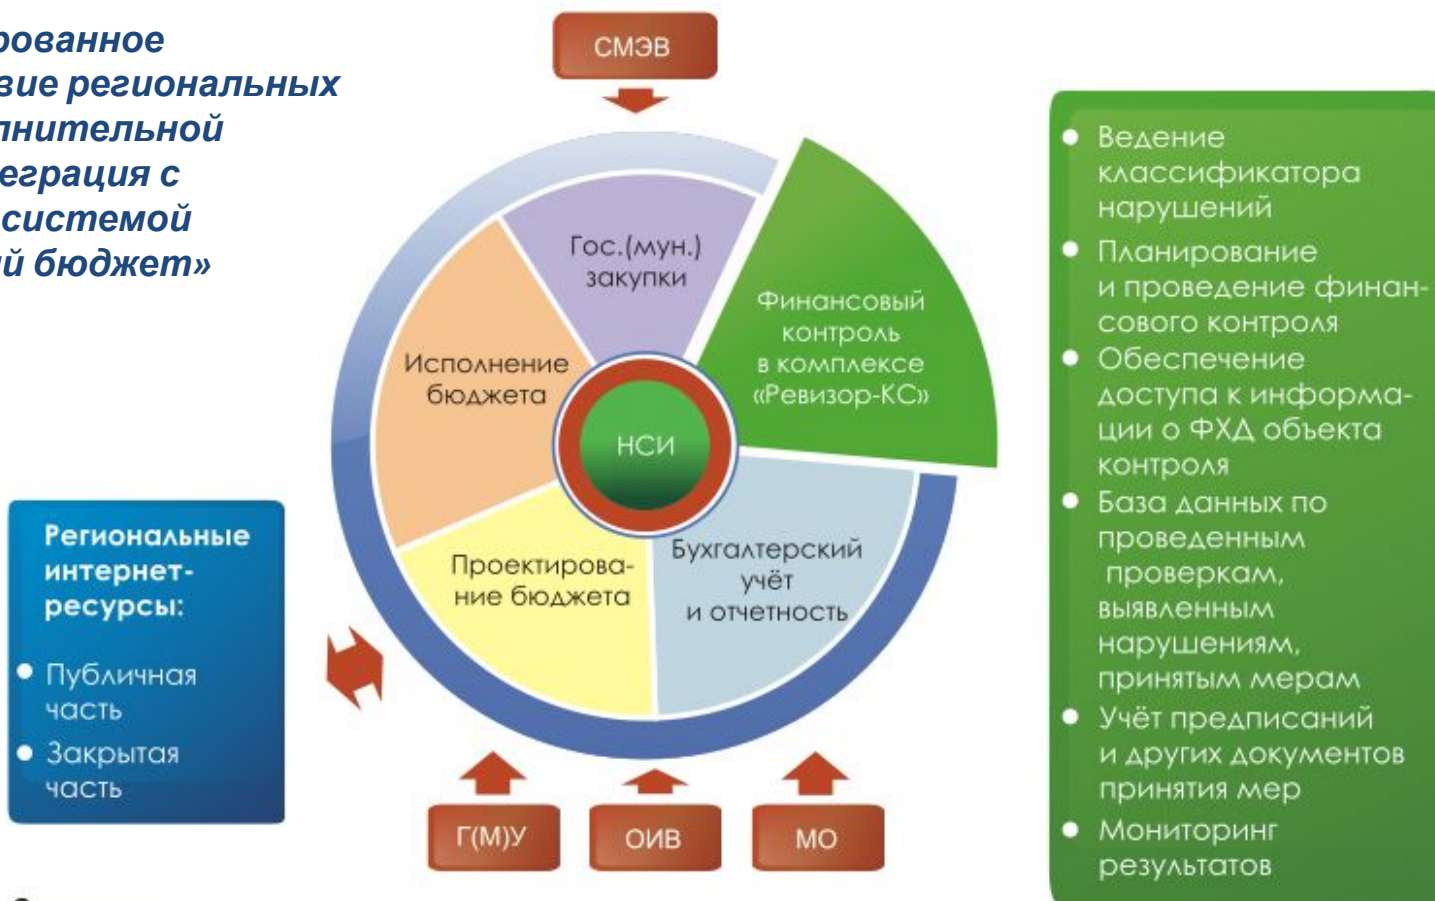 рованное
вие региональных
лнительной
еграция с
системой
й бюджет»
СМЭВ
Гос.(мун.)
закупки
Финансовый
контроль
в комплексе
«Ревизор-КС»
Исполнение
бюджета
НСИ
Проектирова-
ние бюджета
Бухгалтерский
учёт
и отчетность
Региональные
интернет-
ресурсы:
Публичная
часть
Закрытая
часть
Г(М)У
ОИВ
МО
Ведение
классификатора
нарушений
Планирование
и проведение финан-
сового контроля
Обеспечение
доступа к информа-
ции о ФХД объекта
контроля
База данных по
проведенным
проверкам,
выявленным
нарушениям,
принятым мерам
Учёт предписаний
и других документов
принятия мер
Мониторинг
результатов